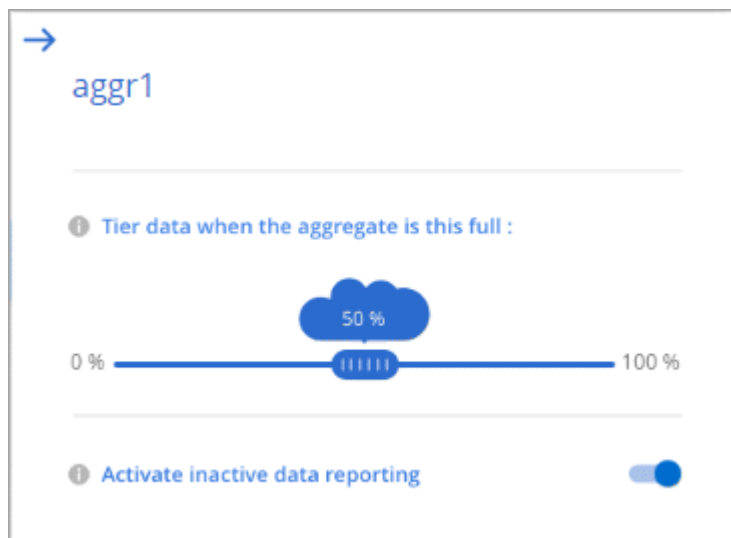 aggr1
Tier data when the aggregate is this full :
50 %
0 %
100 %
Activate inactive data reporting